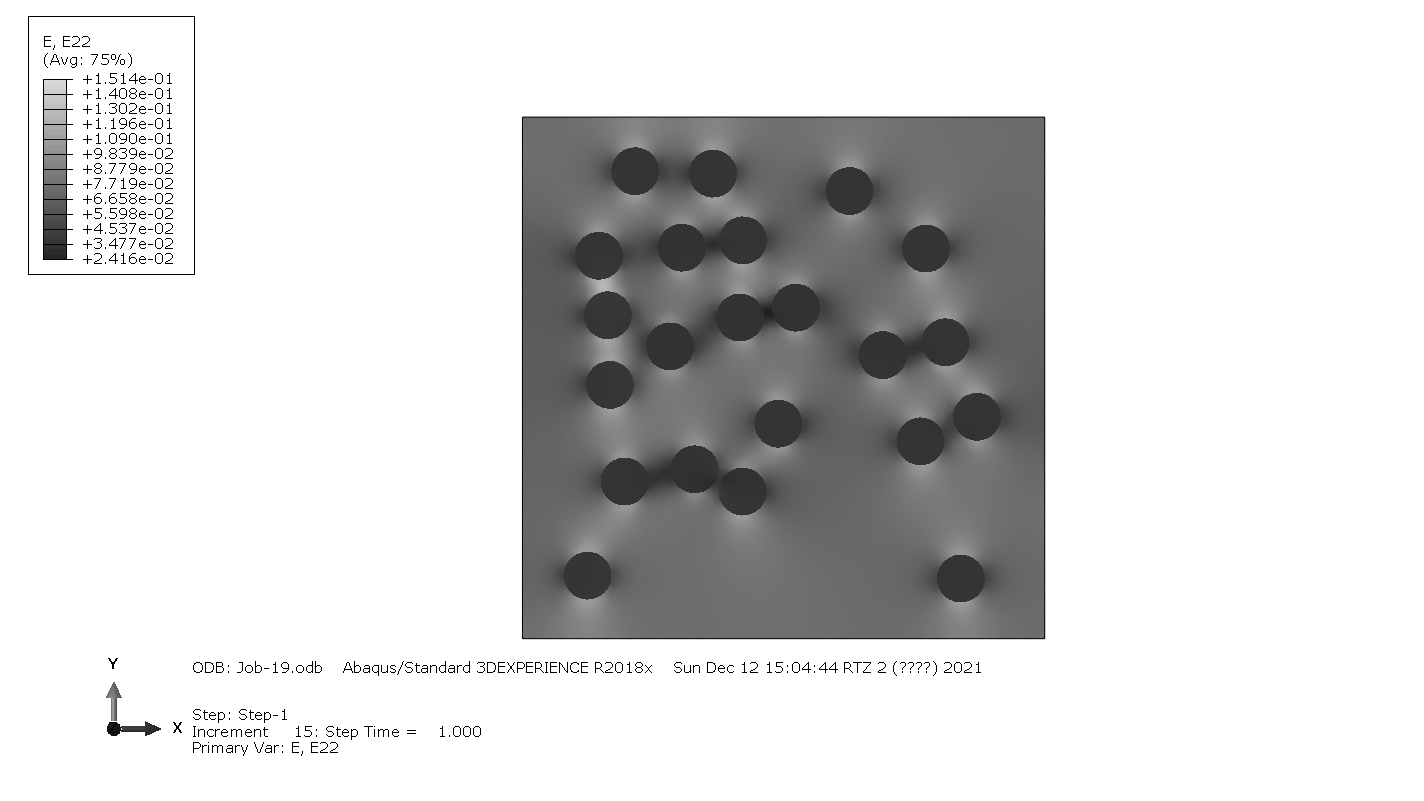 E, E22
(Avg: 75%)
+1.514e-01
+1.408e-01
+1.302e-01
+1.196e-01
+1.090e-01
+9.839e-02
+8.779e-02
+7.719e-02
+6.658e-02
+5.598e-02
+4.537e-02
+3.477e-02
+2.416e-02
Y
X
ODB: Job-19.odb Abaqus/Standard 3DEXPERIENCE R2018x Sun Dec 12 15:04:44 RTZ 2 (????) 2021
Step: Step-1
Increment 15: Step Time = 1.000
Primary Var: E, E22